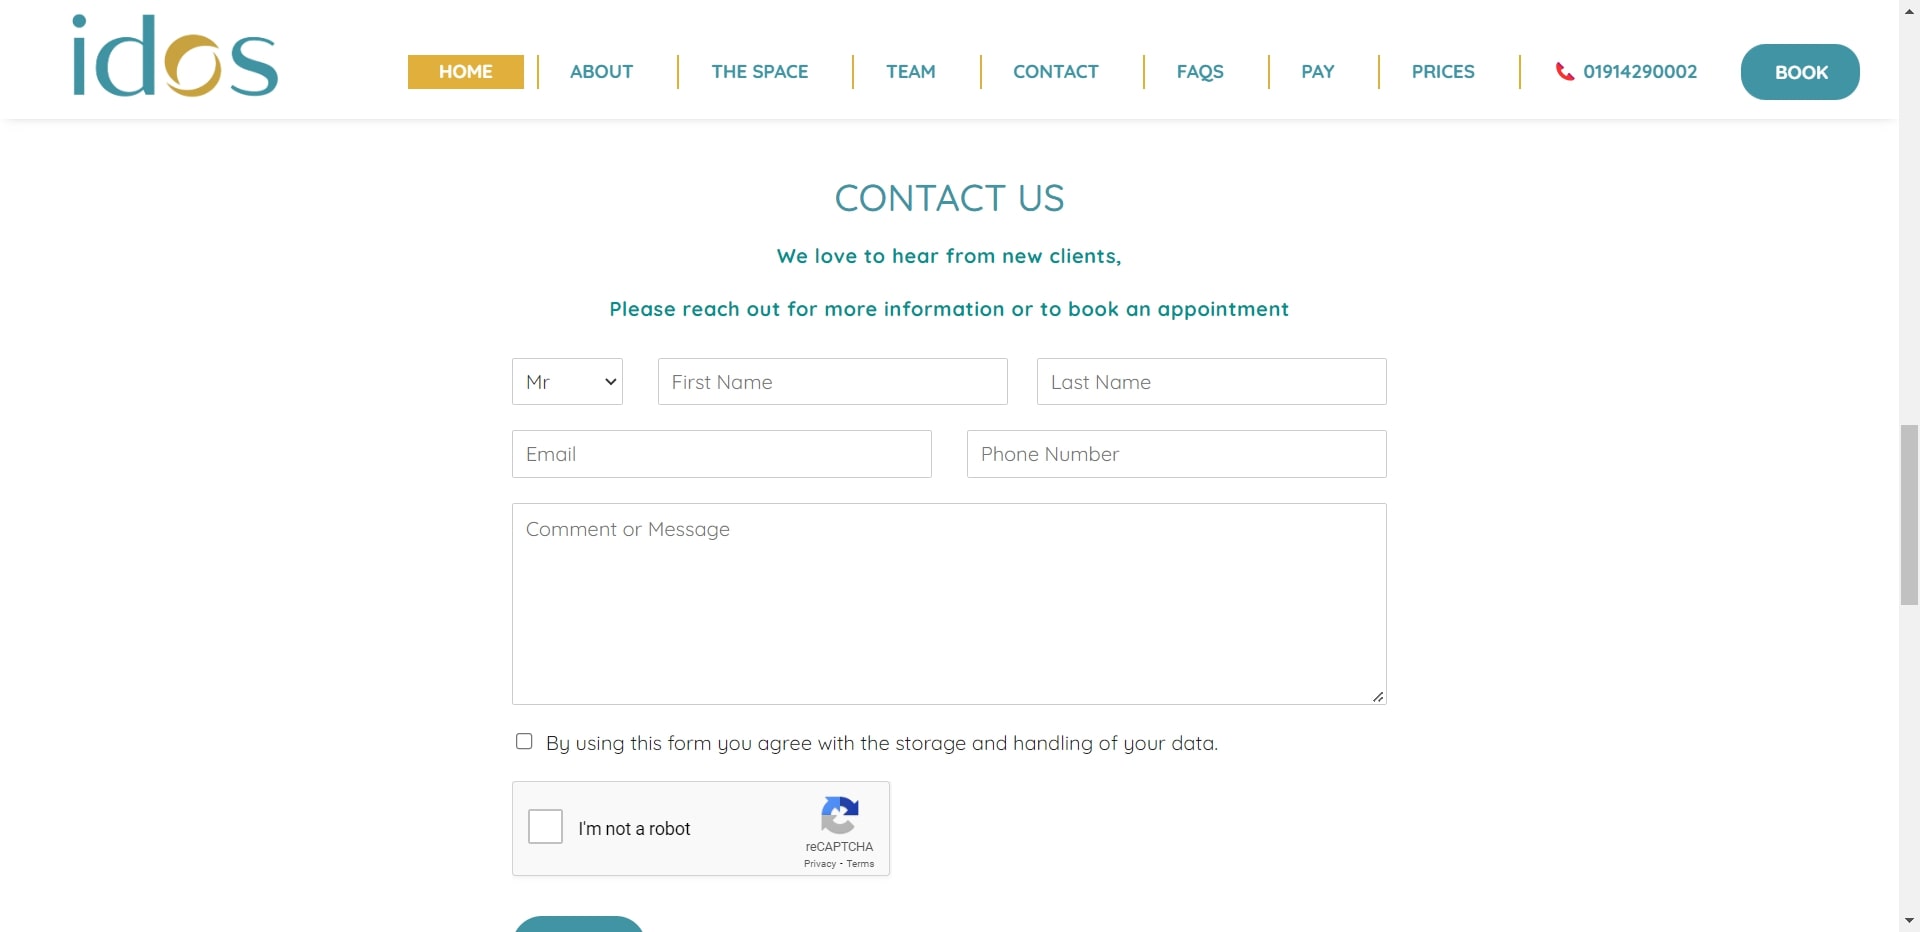 idos
HOME
ABOUT
THE SPACE
TEAM
CONTACT
FAQS
PAY
PRICES
01914290002
BOOK
CONTACT US
We love to hear from new clients,
Please reach out for more information or to book an appointment
Mr
First Name
Last Name
Email
Phone Number
Comment or Message
By using this form you agree with the storage and handling of your data.
I'm not a robot
reCAPTCHA
Privacy - Terms